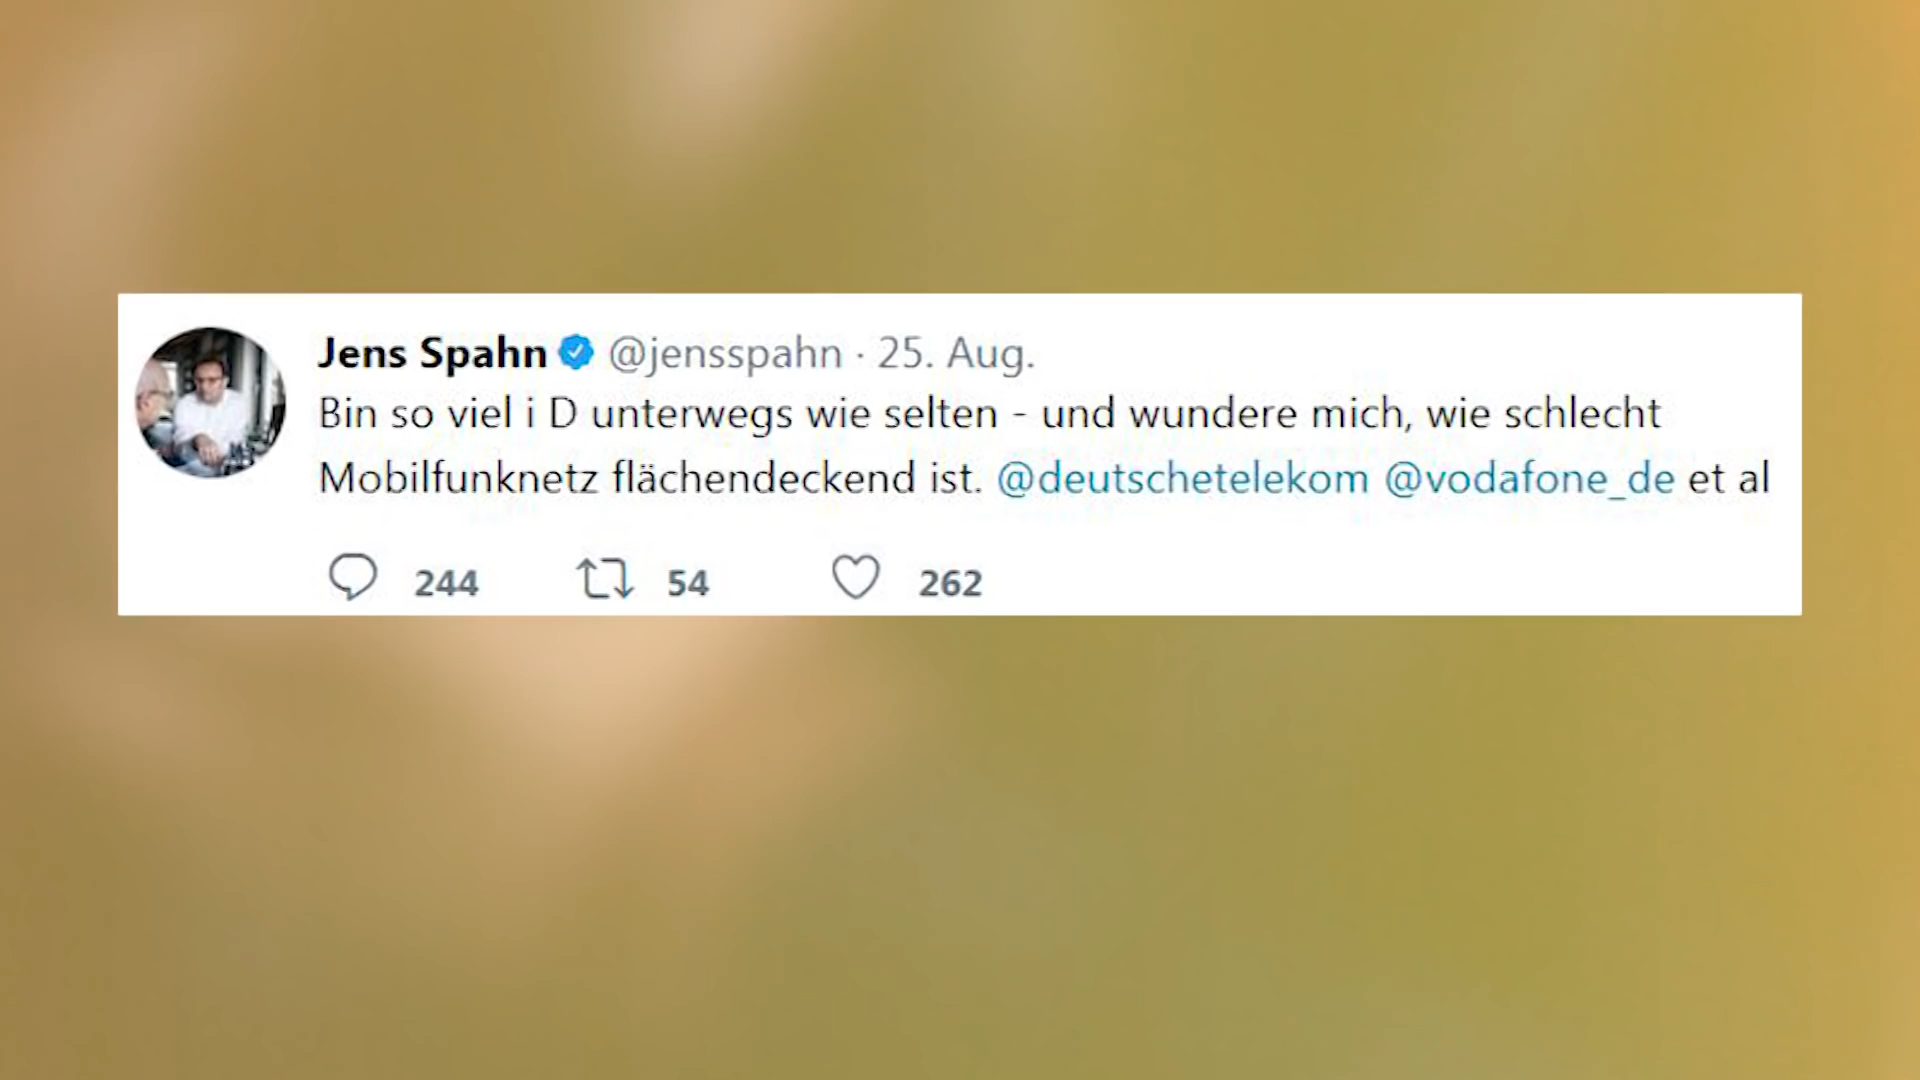 Jens Spahn @jensspahn · 25. Aug.
Bin so viel i D unterwegs wie selten - und wundere mich, wie schlecht
Mobilfunknetz flächendeckend ist. @deutschetelekom @vodafone_de et al
244 54 262